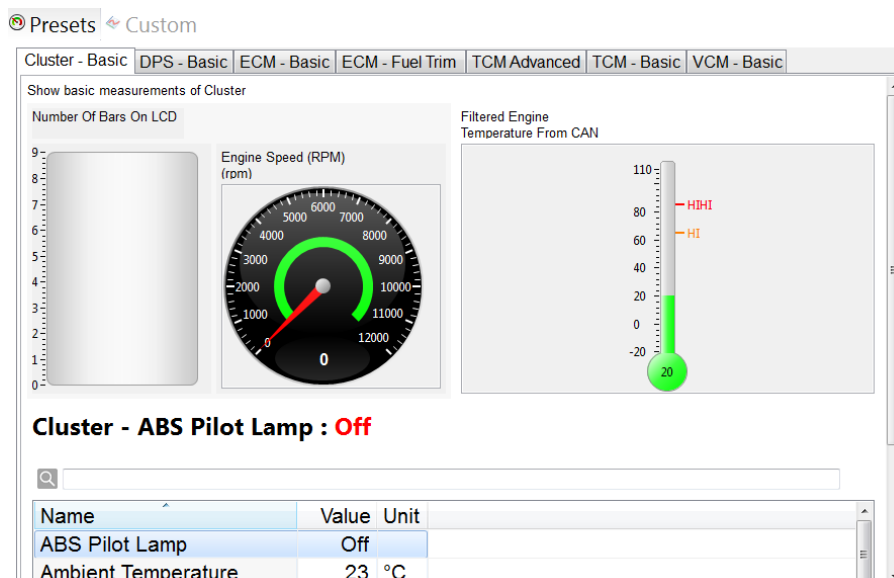 Presets Custom
Cluster - Basic DPS - Basic ECM - Basic ECM - Fuel Trim TCM Advanced TCM - Basic VCM - Basic
Show basic measurements of Cluster
Number Of Bars On LCD
9
8
7
6
5
4
3
2
1
0
Engine Speed (RPM)
(rpm)
0
1000
2000
3000
4000
5000
6000
7000
8000
9000
10000
11000
12000
0
Filtered Engine
Temperature From CAN
110
80
60
40
20
0
-20
HIHI
HI
20
Cluster - ABS Pilot Lamp : Off
Name Value Unit
ABS Pilot Lamp Off
Ambient Temperature 23 °C